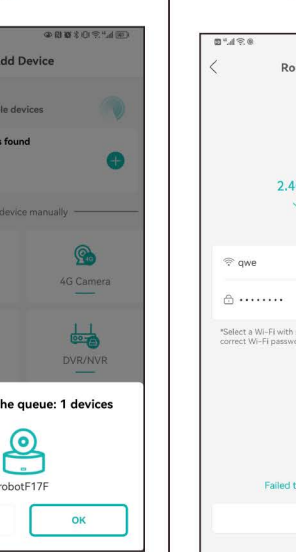 dd Device
le devices
s found
device manually
4G Camera
DVR/NVR
he queue: 1 devices
robotF17F
OK
Ro
2.4
qwe
*Select a Wi-Fi with
correct Wi-Fi passw
Failed t